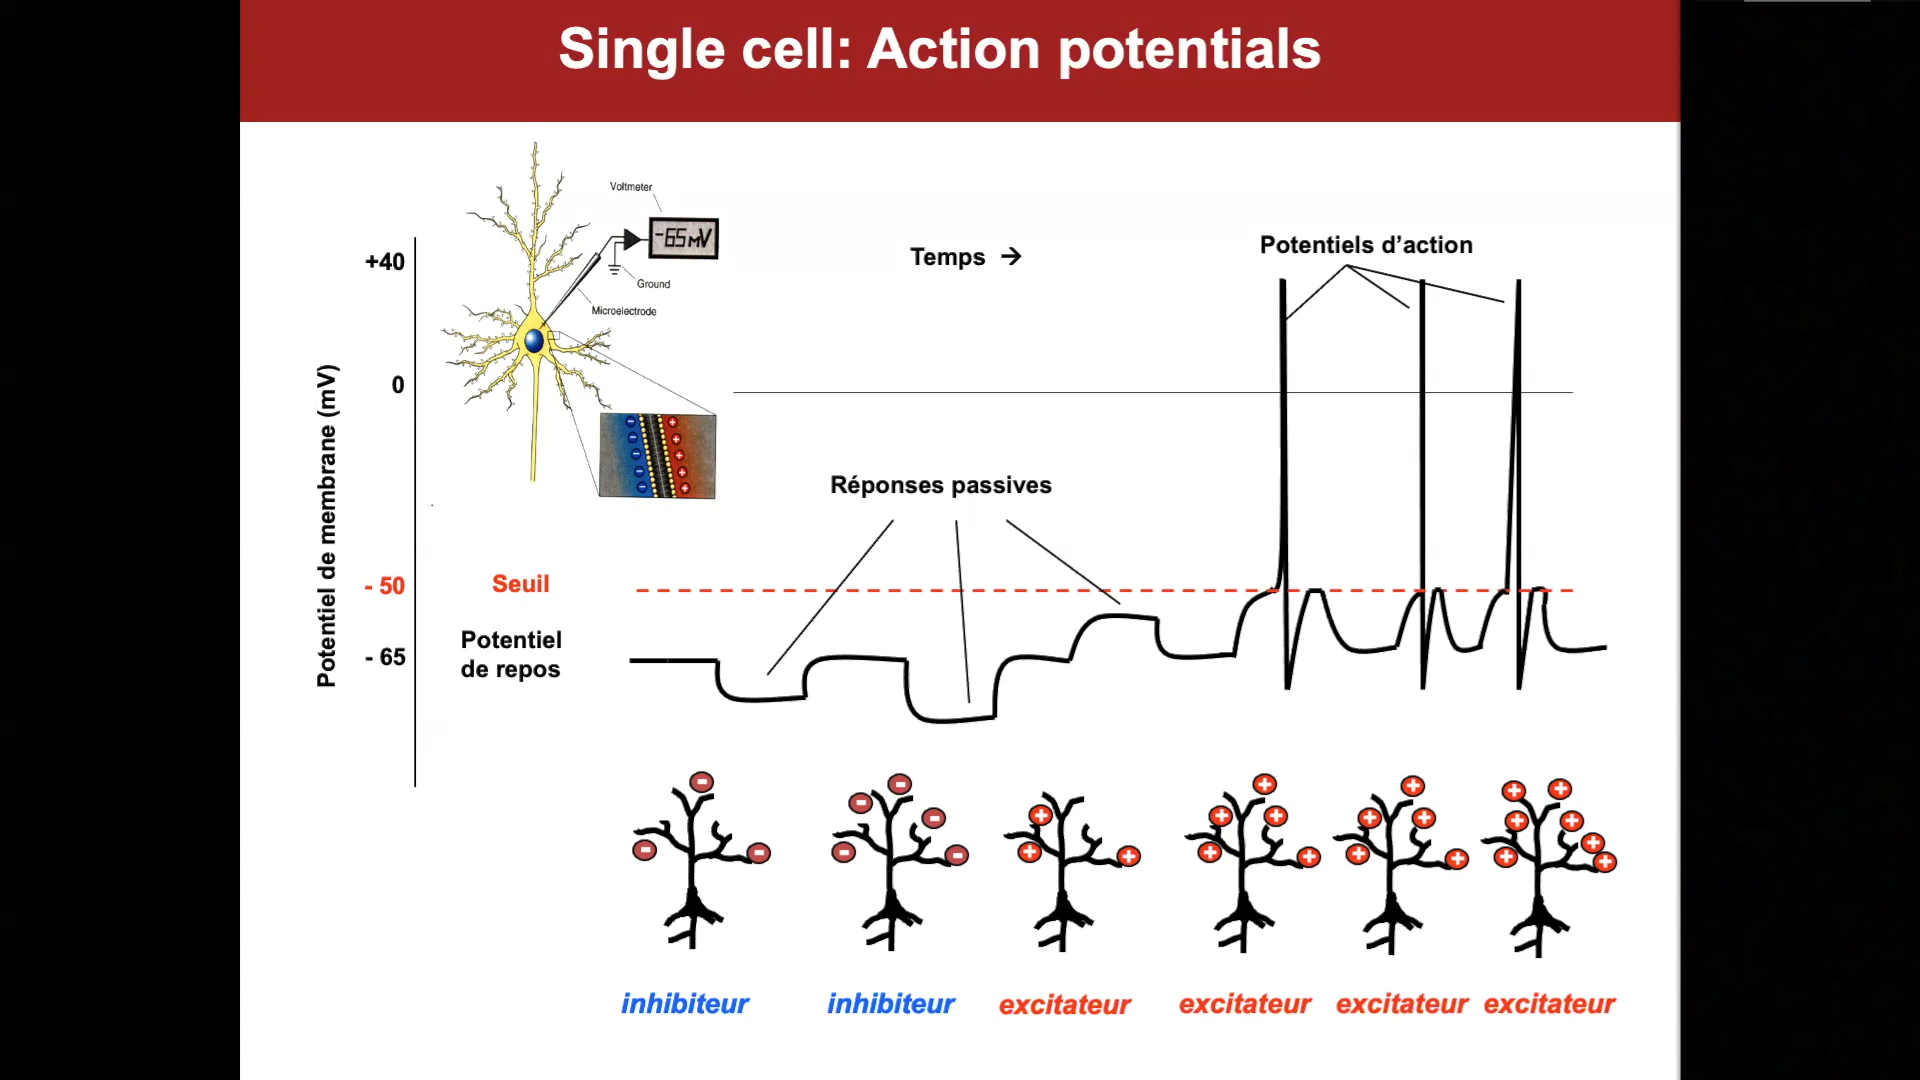 Single cell: Action potentials
Voltmeter
-65mV
Ground
Microelectrode
Temps →
Potentiels d’action
+40
0
Potentiel de membrane (mV)
Réponses passives
- 50
Seuil
- 65
Potentiel
de repos
inhibiteur
inhibiteur
excitateur
excitateur
excitateur
excitateur